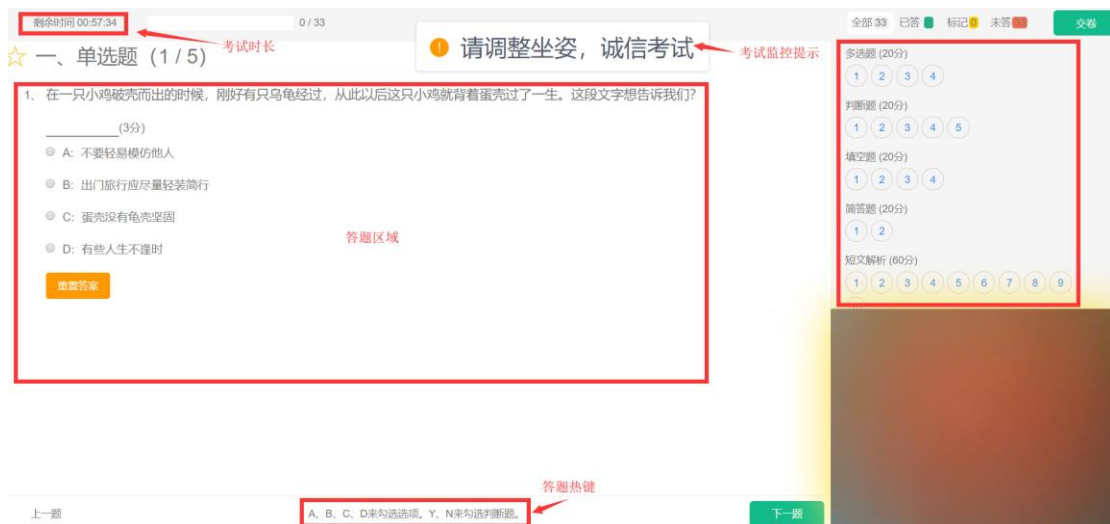 剩余时间 00:57:34
0 / 33
全部 33 已答 标记 0 未答 33
交卷
考试时长
请调整坐姿，诚信考试
考试监控提示
一、单选题（1 / 5）
1、 在一只小鸡破壳而出的时候，刚好有只乌龟经过，从此以后这只小鸡就背着蛋壳过了一生。这段文字想告诉我们?
__________(3分)
A: 不要轻易模仿他人
B: 出门旅行应尽量轻装简行
C: 蛋壳没有龟壳坚固
D: 有些人生不逢时
答题区域
重置答案
多选题 (20分)
1 2 3 4
判断题 (20分)
1 2 3 4 5
填空题 (20分)
1 2 3 4
简答题 (20分)
1 2
短文解析 (60分)
1 2 3 4 5 6 7 8 9
答题热键
上一题
A、B、C、D来勾选选项。Y、N来勾选判断题。
下一题